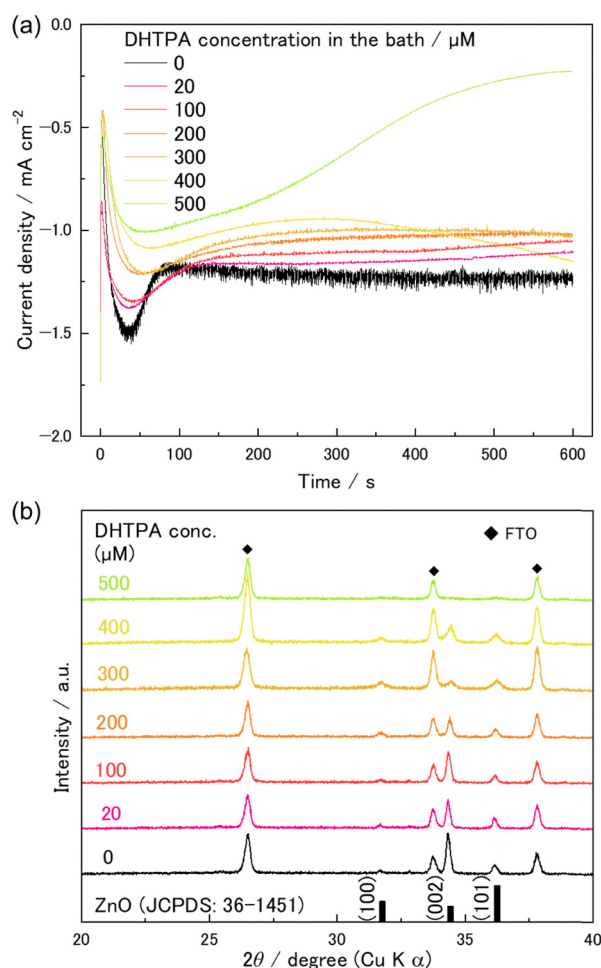 (a)
0.0
−0.5
−1.0
−1.5
−2.0
Current density / mA cm⁻²
DHTPA concentration in the bath / μM
0
20
100
200
300
400
500
0 100 200 300 400 500 600
Time / s
(b)
DHTPA conc.
(μM)
◆ FTO
500
400
300
200
100
20
0
Intensity / a.u.
ZnO (JCPDS: 36-1451)
(100)
(002)
(101)
20 25 30 35 40
2θ / degree (Cu K α)